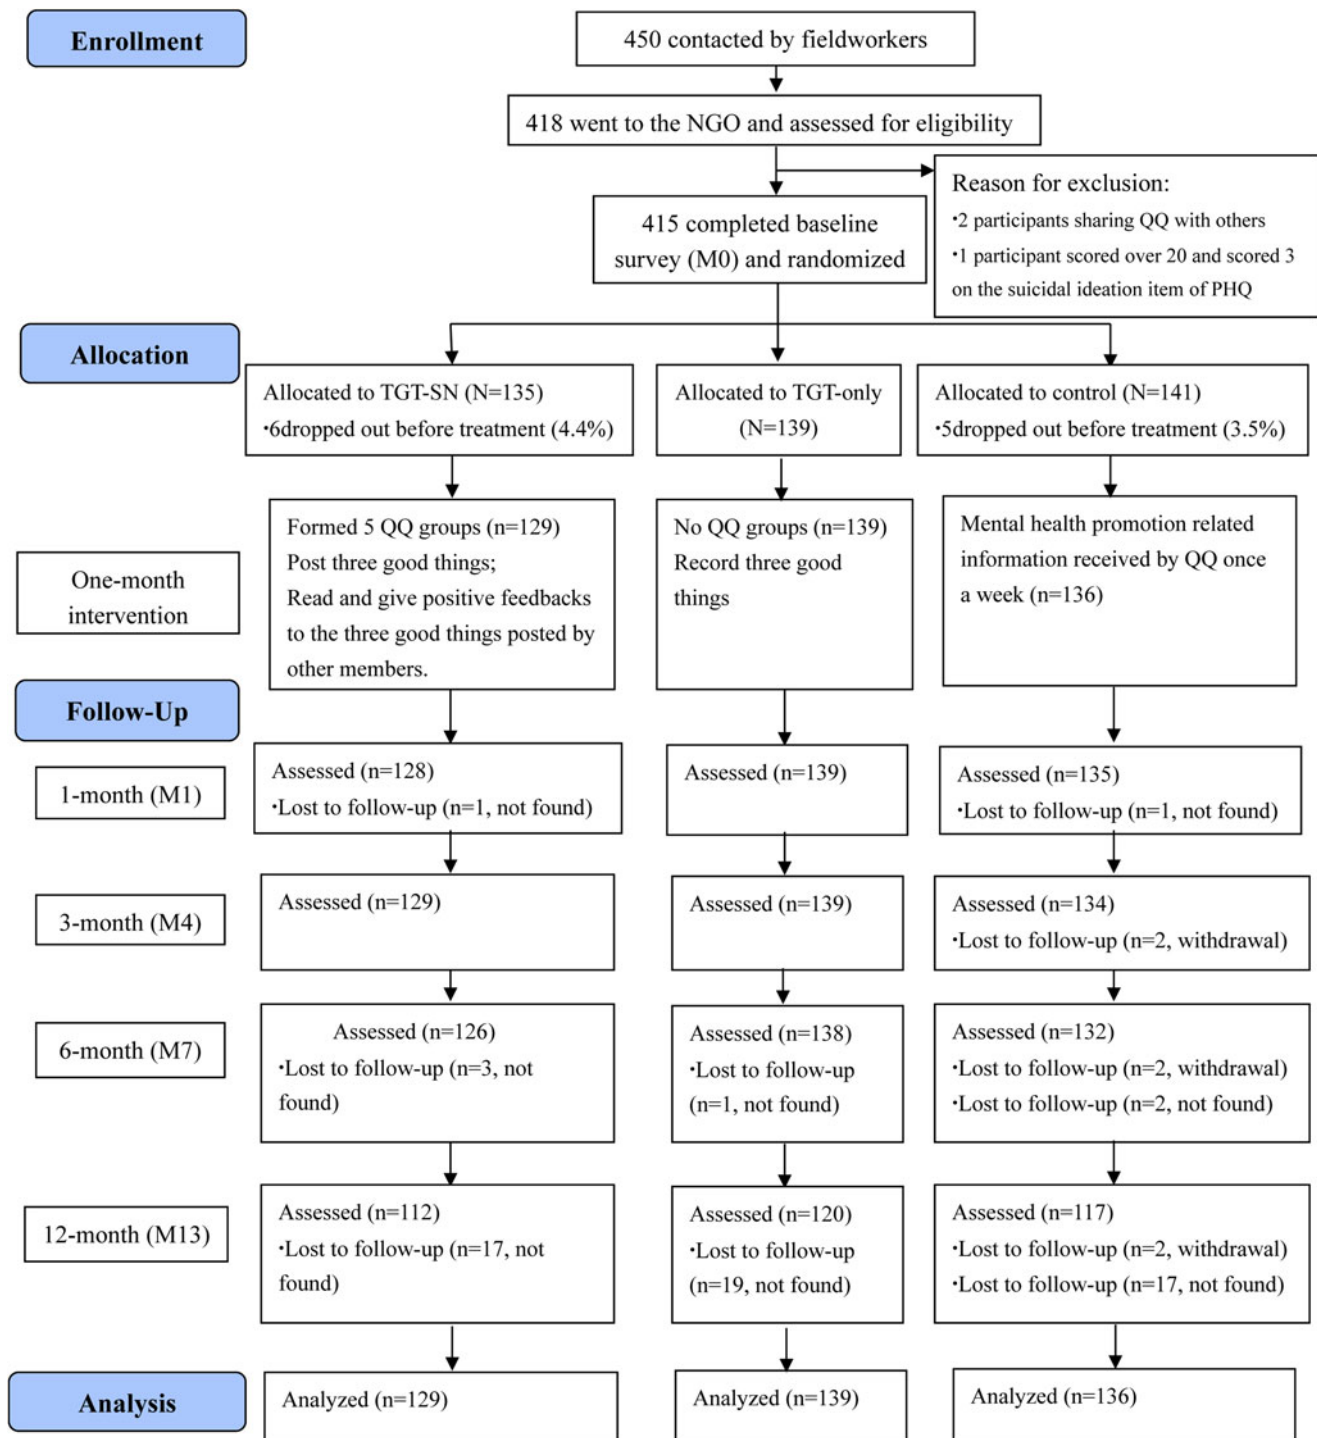 Enrollment
450 contacted by fieldworkers
418 went to the NGO and assessed for eligibility
Reason for exclusion:
·2 participants sharing QQ with others
·1 participant scored over 20 and scored 3
on the suicidal ideation item of PHQ
415 completed baseline
survey (M0) and randomized
Allocation
Allocated to TGT-SN (N=135)
·6dropped out before treatment (4.4%)
Allocated to TGT-only
(N=139)
Allocated to control (N=141)
·5dropped out before treatment (3.5%)
One-month
intervention
Formed 5 QQ groups (n=129)
Post three good things;
Read and give positive feedbacks
to the three good things posted by
other members.
No QQ groups (n=139)
Record three good
things
Mental health promotion related
information received by QQ once
a week (n=136)
Follow-Up
1-month (M1)
Assessed (n=128)
·Lost to follow-up (n=1, not found)
Assessed (n=139)
Assessed (n=135)
·Lost to follow-up (n=1, not found)
3-month (M4)
Assessed (n=129)
Assessed (n=139)
Assessed (n=134)
·Lost to follow-up (n=2, withdrawal)
6-month (M7)
Assessed (n=126)
·Lost to follow-up (n=3, not
found)
Assessed (n=138)
·Lost to follow-up
(n=1, not found)
Assessed (n=132)
·Lost to follow-up (n=2, withdrawal)
·Lost to follow-up (n=2, not found)
12-month (M13)
Assessed (n=112)
·Lost to follow-up (n=17, not
found)
Assessed (n=120)
·Lost to follow-up
(n=19, not found)
Assessed (n=117)
·Lost to follow-up (n=2, withdrawal)
·Lost to follow-up (n=17, not found)
Analysis
Analyzed (n=129)
Analyzed (n=139)
Analyzed (n=136)